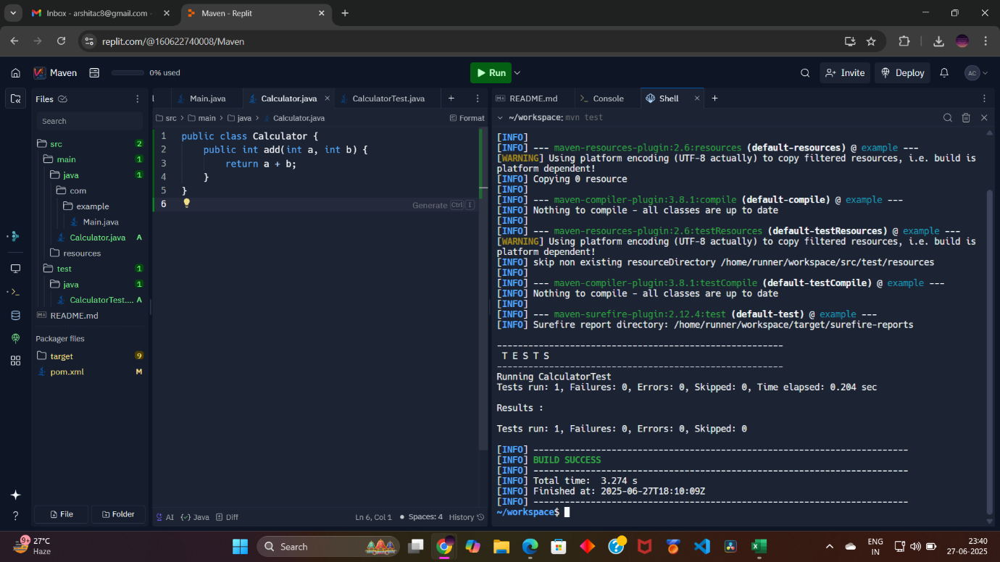 Inbox - arshitac8@gmail.com -
Maven - Replit
replit.com/@160622740008/Maven
Maven
0% used
Run
Invite
Deploy
AC
Files
Search
src 2
main 1
java 1
com
example
Main.java
Calculator.java A
resources
test 1
java 1
CalculatorTest.... A
README.md
Packager files
target 9
pom.xml M
File
Folder
Main.java
Calculator.java
CalculatorTest.java
src > main > java > Calculator.java
Format
1 public class Calculator {
2     public int add(int a, int b) {
3         return a + b;
4     }
5 }
6
Generate Ctrl I
AI
Java
Diff
Ln 6, Col 1
Spaces: 4
History
README.md
Console
Shell
~/workspace: mvn test
[INFO]
[INFO] --- maven-resources-plugin:2.6:resources (default-resources) @ example ---
[WARNING] Using platform encoding (UTF-8 actually) to copy filtered resources, i.e. build is
platform dependent!
[INFO] Copying 0 resource
[INFO]
[INFO] --- maven-compiler-plugin:3.8.1:compile (default-compile) @ example ---
[INFO] Nothing to compile - all classes are up to date
[INFO]
[INFO] --- maven-resources-plugin:2.6:testResources (default-testResources) @ example ---
[WARNING] Using platform encoding (UTF-8 actually) to copy filtered resources, i.e. build is
platform dependent!
[INFO] skip non existing resourceDirectory /home/runner/workspace/src/test/resources
[INFO]
[INFO] --- maven-compiler-plugin:3.8.1:testCompile (default-testCompile) @ example ---
[INFO] Nothing to compile - all classes are up to date
[INFO]
[INFO] --- maven-surefire-plugin:2.12.4:test (default-test) @ example ---
[INFO] Surefire report directory: /home/runner/workspace/target/surefire-reports
-------------------------------------------------------
T E S T S
-------------------------------------------------------
Running CalculatorTest
Tests run: 1, Failures: 0, Errors: 0, Skipped: 0, Time elapsed: 0.204 sec
Results :
Tests run: 1, Failures: 0, Errors: 0, Skipped: 0
[INFO] ------------------------------------------------------------------------
[INFO] BUILD SUCCESS
[INFO] ------------------------------------------------------------------------
[INFO] Total time:  3.274 s
[INFO] Finished at: 2025-06-27T18:10:09Z
[INFO] ------------------------------------------------------------------------
~/workspace$
9+
27°C
Haze
Search
ENG
IN
23:40
27-06-2025